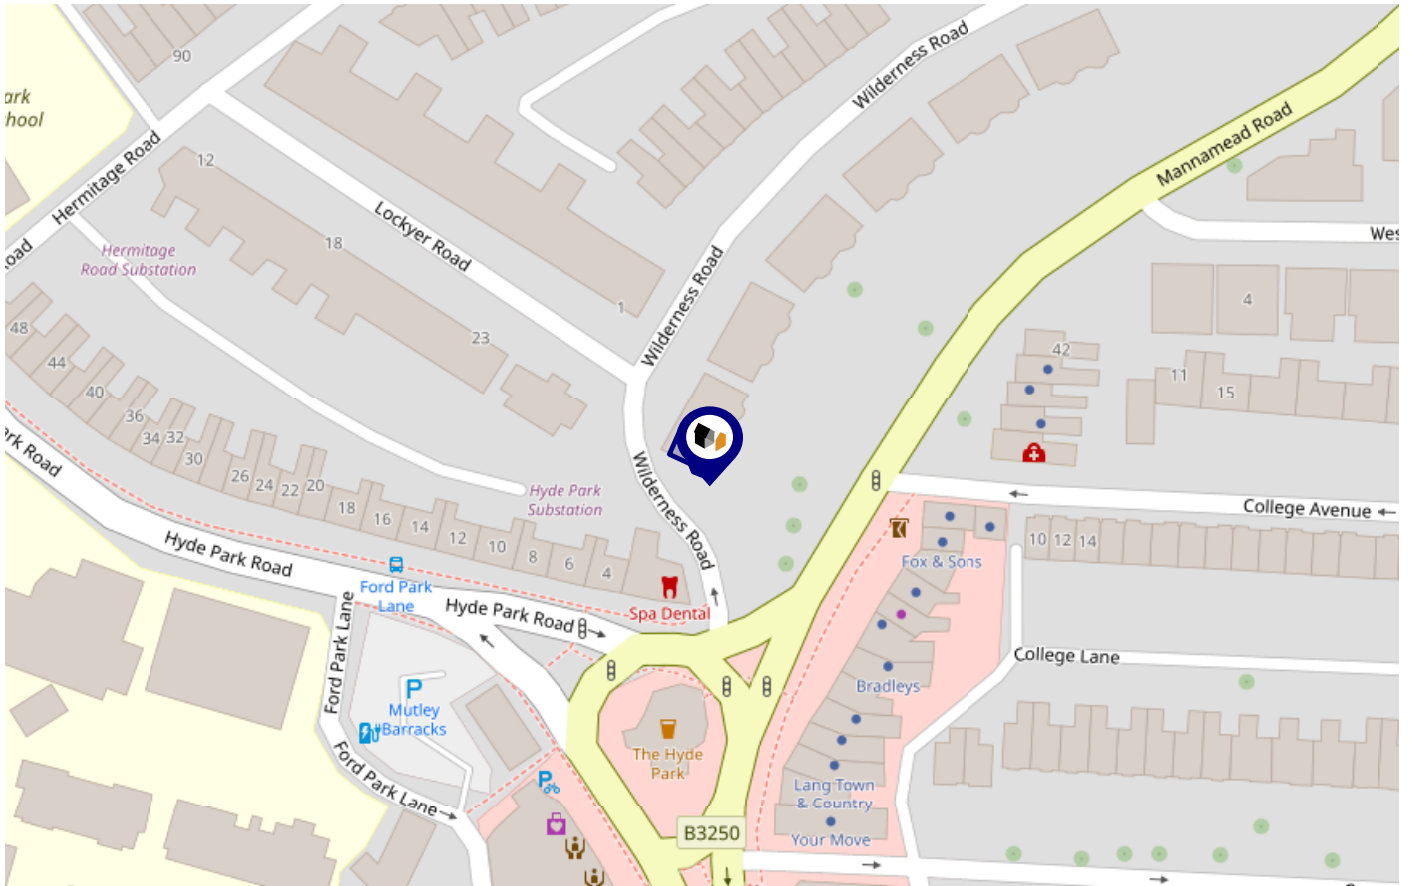 90
ark
hool
Wilderness Road
Mannamead Road
Hermitage Road
12
Lockyer Road
18
Hermitage
Road Substation
Road
Wes
Wilderness Road
1
4
48
23
42
44
11
15
40
36
34
32
30
26
24
22
20
ark Road
18
16
14
12
10
8
6
4
Hyde Park
Substation
Wilderness Road
College Avenue
10
12
14
Fox & Sons
Hyde Park Road
Ford Park
Lane
Hyde Park Road
Spa Dental
Ford Park Lane
College Lane
P
Mutley
Barracks
Bradleys
The Hyde
Park
Ford Park Lane
P
Lang Town
& Country
B3250
Your Move